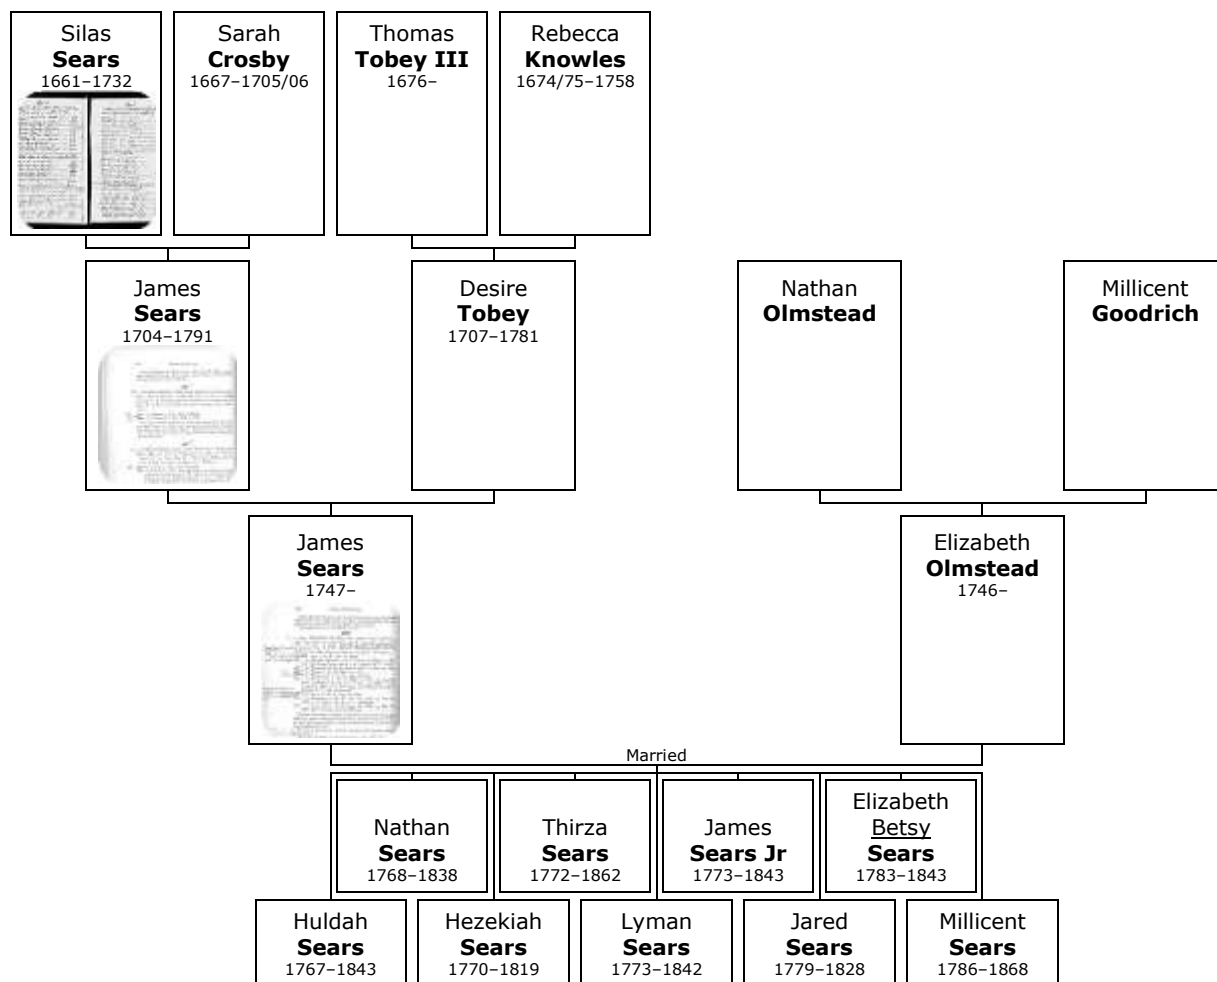 Silas
Sears
1661–1732
Sarah
Crosby
1667–1705/06
Thomas
Tobey III
1676–
Rebecca
Knowles
1674/75–1758
James
Sears
1704–1791
Desire
Tobey
1707–1781
Nathan
Olmstead
Millicent
Goodrich
James
Sears
1747–
Elizabeth
Olmstead
1746–
Married
Nathan
Sears
1768–1838
Thirza
Sears
1772–1862
James
Sears Jr
1773–1843
Elizabeth
Betsy
Sears
1783–1843
Huldah
Sears
1767–1843
Hezekiah
Sears
1770–1819
Lyman
Sears
1773–1842
Jared
Sears
1779–1828
Millicent
Sears
1786–1868